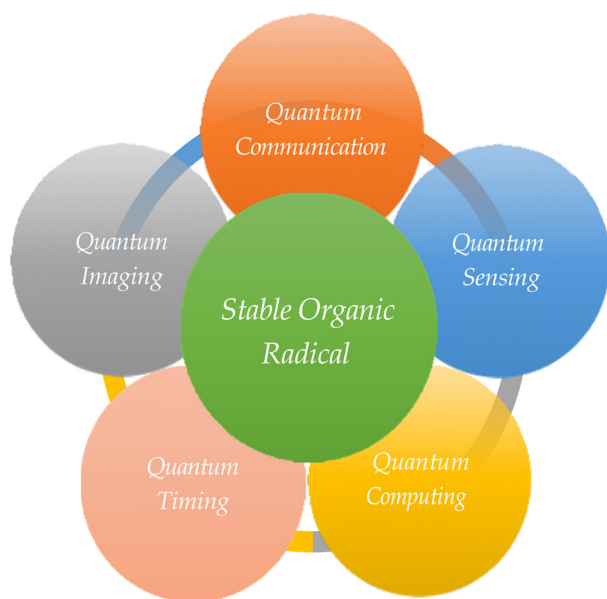 Quantum
Communication
Quantum
Imaging
Quantum
Sensing
Stable Organic
Radical
Quantum
Timing
Quantum
Computing